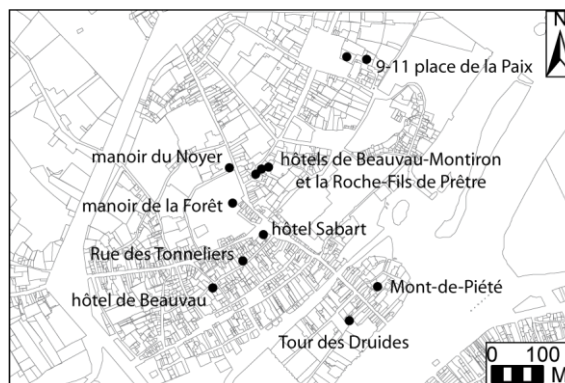 N
9-11 place de la Paix
manoir du Noyer
hôtels de Beauvau-Montiron
et la Roche-Fils de Prêtre
manoir de la Forêt
hôtel Sabart
Rue des Tonneliers
hôtel de Beauvau
Mont-de-Piété
Tour des Druides
0 100
M